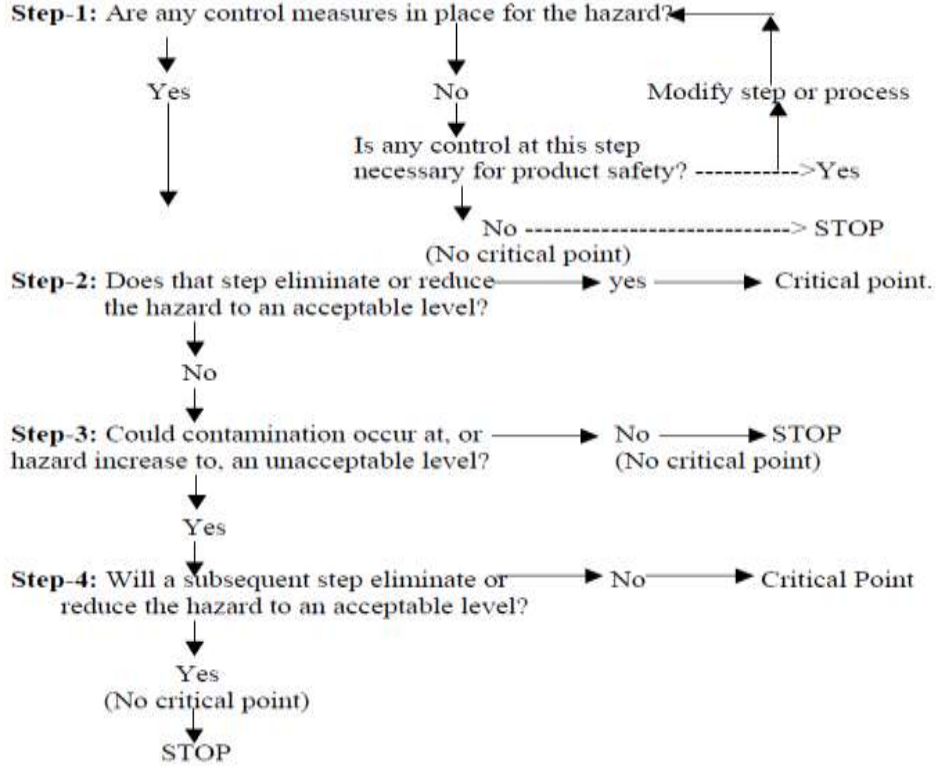 Step-1: Are any control measures in place for the hazard?
Yes
No
Modify step or process
Is any control at this step
necessary for product safety? ----------->Yes
No ----------------------------> STOP
(No critical point)
Step-2: Does that step eliminate or reduce
yes
Critical point.
the hazard to an acceptable level?
No
Step-3: Could contamination occur at, or
No
STOP
hazard increase to, an unacceptable level?
(No critical point)
Yes
Step-4: Will a subsequent step eliminate or
No
Critical Point
reduce the hazard to an acceptable level?
Yes
(No critical point)
STOP